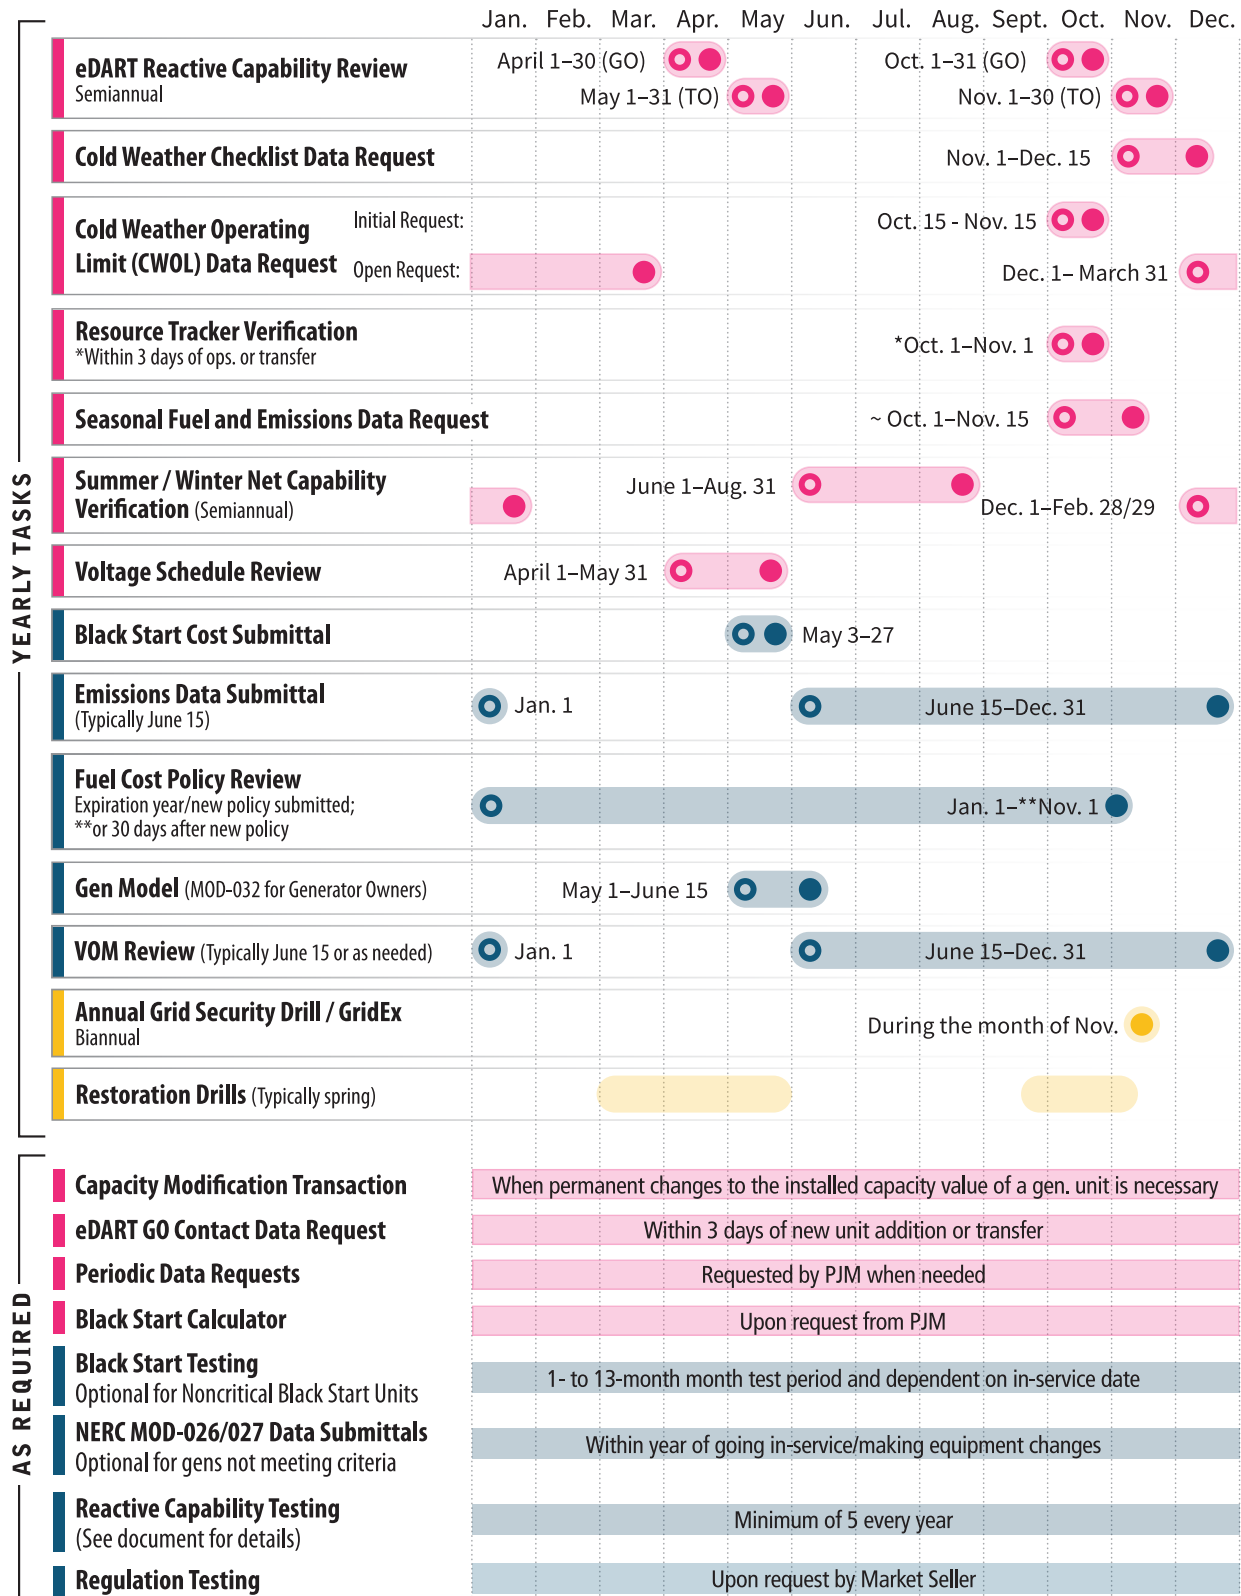 Jan. Feb. Mar. Apr. May Jun. Jul. Aug. Sept. Oct. Nov. Dec.
YEARLY TASKS
eDART Reactive Capability Review
Semiannual
April 1–30 (GO)
Oct. 1–31 (GO)
May 1–31 (TO)
Nov. 1–30 (TO)
Cold Weather Checklist Data Request
Nov. 1–Dec. 15
Cold Weather Operating
Limit (CWOL) Data Request
Initial Request:
Oct. 15 - Nov. 15
Open Request:
Dec. 1– March 31
Resource Tracker Verification
*Within 3 days of ops. or transfer
*Oct. 1–Nov. 1
Seasonal Fuel and Emissions Data Request
~ Oct. 1–Nov. 15
Summer / Winter Net Capability
Verification (Semiannual)
June 1–Aug. 31
Dec. 1–Feb. 28/29
Voltage Schedule Review
April 1–May 31
Black Start Cost Submittal
May 3–27
Emissions Data Submittal
(Typically June 15)
Jan. 1
June 15–Dec. 31
Fuel Cost Policy Review
Expiration year/new policy submitted;
**or 30 days after new policy
Jan. 1–**Nov. 1
Gen Model (MOD-032 for Generator Owners)
May 1–June 15
VOM Review (Typically June 15 or as needed)
Jan. 1
June 15–Dec. 31
Annual Grid Security Drill / GridEx
Biannual
During the month of Nov.
Restoration Drills (Typically spring)
AS REQUIRED
Capacity Modification Transaction
When permanent changes to the installed capacity value of a gen. unit is necessary
eDART GO Contact Data Request
Within 3 days of new unit addition or transfer
Periodic Data Requests
Requested by PJM when needed
Black Start Calculator
Upon request from PJM
Black Start Testing
Optional for Noncritical Black Start Units
1- to 13-month month test period and dependent on in-service date
NERC MOD-026/027 Data Submittals
Optional for gens not meeting criteria
Within year of going in-service/making equipment changes
Reactive Capability Testing
(See document for details)
Minimum of 5 every year
Regulation Testing
Upon request by Market Seller